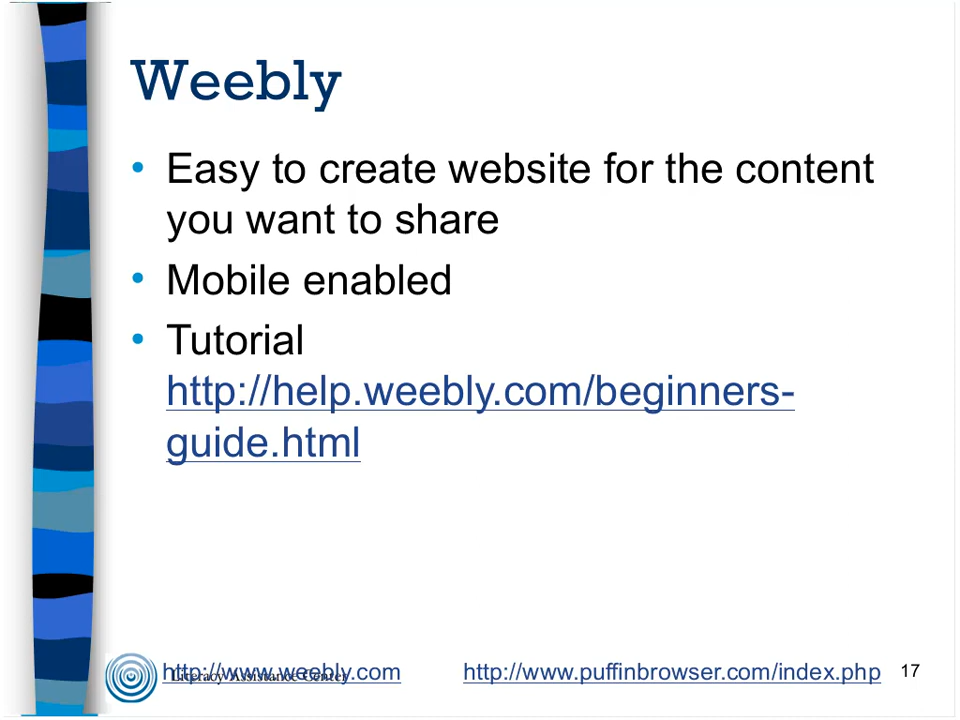 Weebly
• Easy to create website for the content
you want to share
• Mobile enabled
• Tutorial
http://help.weebly.com/beginners-
guide.html
http://www.weebly.com
Literacy Assistance Center
http://www.puffinbrowser.com/index.php
17